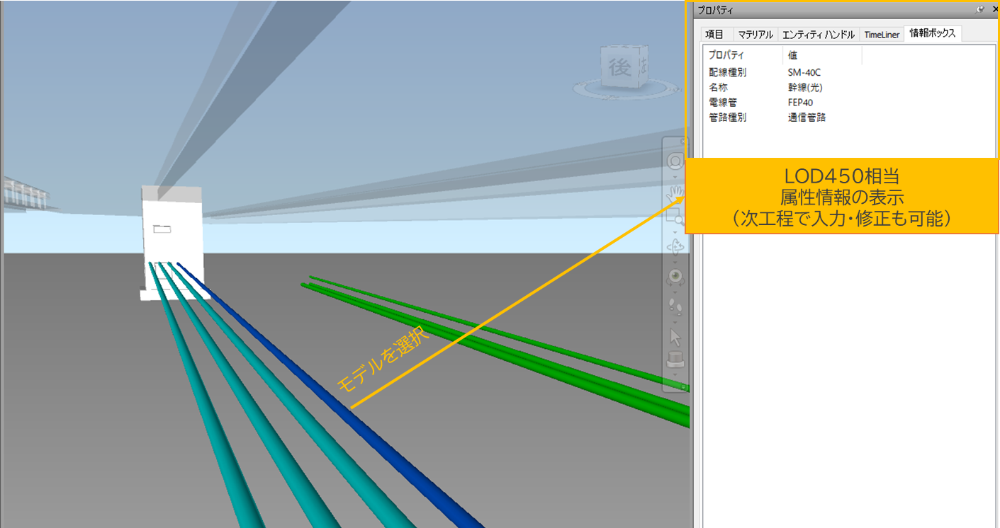 プロパティ
項目 マテリアル エンティティ ハンドル TimeLiner 情報ボックス
プロパティ 値
配線種別 SM-40C
名称 幹線(光)
電線管 FEP40
管路種別 通信管路
後
LOD450相当
属性情報の表示
（次工程で入力・修正も可能）
モデルを選択